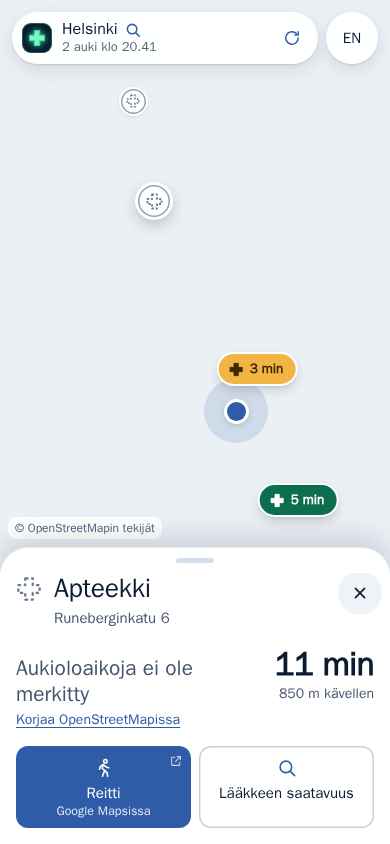 Helsinki
2 auki klo 20.41
EN
3 min
5 min
© OpenStreetMapin tekijät
Apteekki
Runeberginkatu 6
Aukioloaikoja ei ole
merkitty
Korjaa OpenStreetMapissa
11 min
850 m kävellen
Reitti
Google Mapsissa
Lääkkeen saatavuus